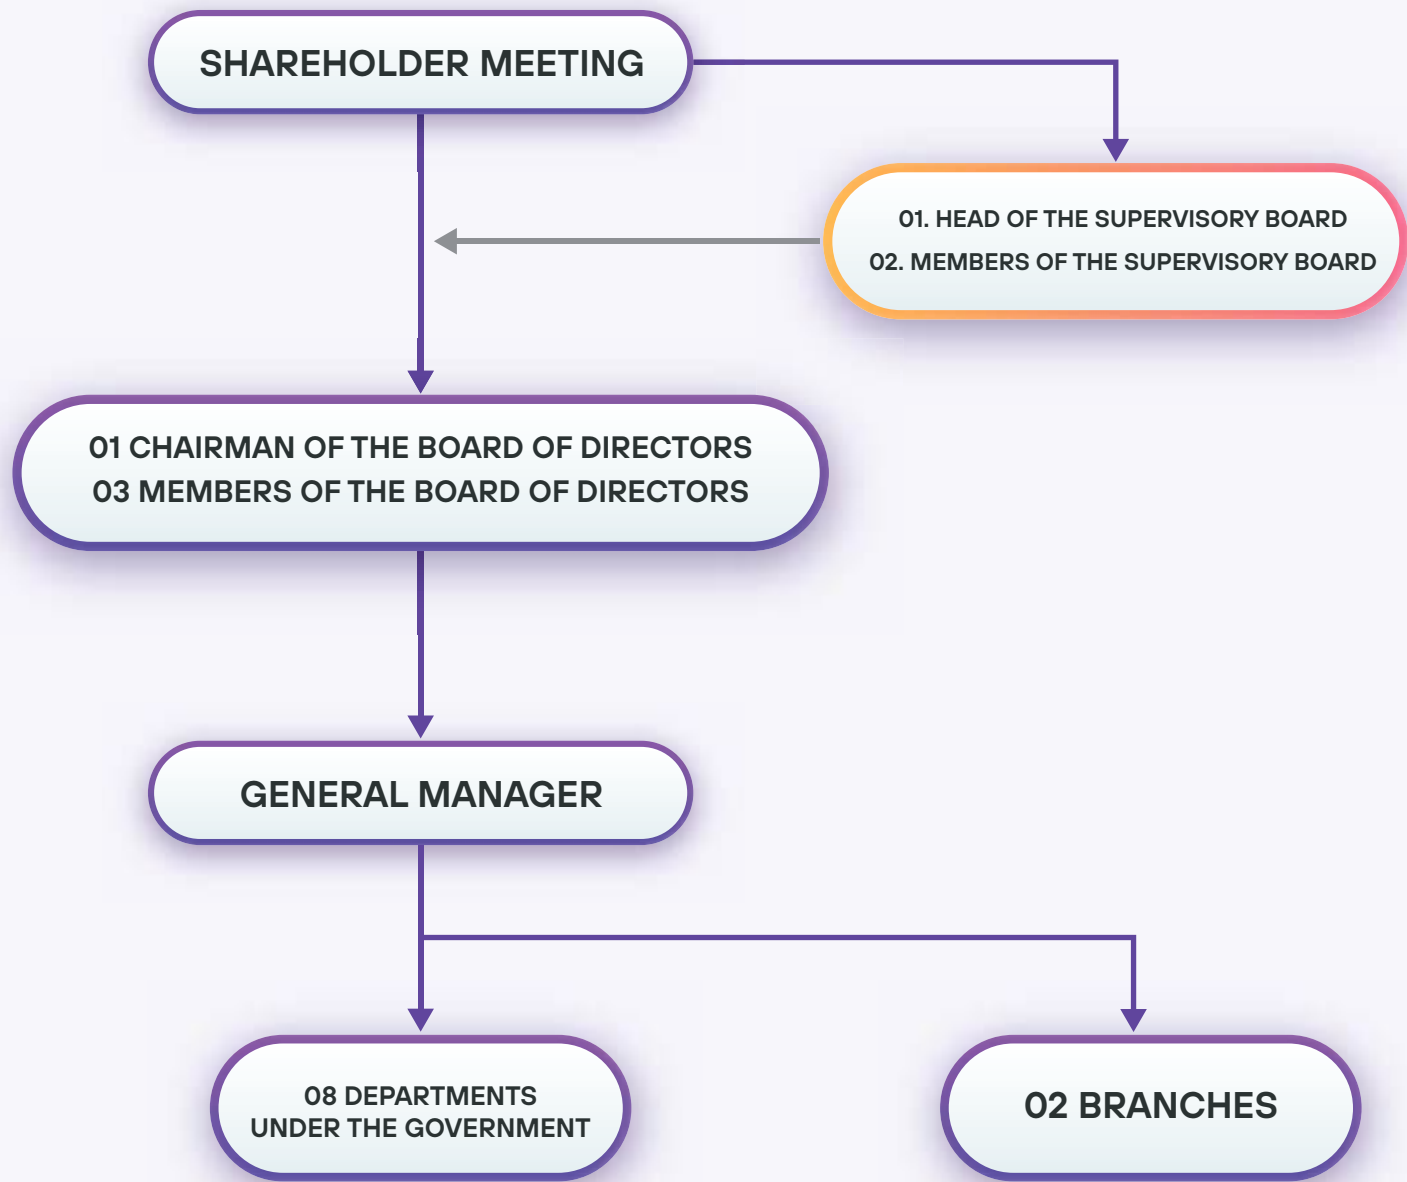 SHAREHOLDER MEETING
01. HEAD OF THE SUPERVISORY BOARD
02. MEMBERS OF THE SUPERVISORY BOARD
01 CHAIRMAN OF THE BOARD OF DIRECTORS
03 MEMBERS OF THE BOARD OF DIRECTORS
GENERAL MANAGER
08 DEPARTMENTS
UNDER THE GOVERNMENT
02 BRANCHES